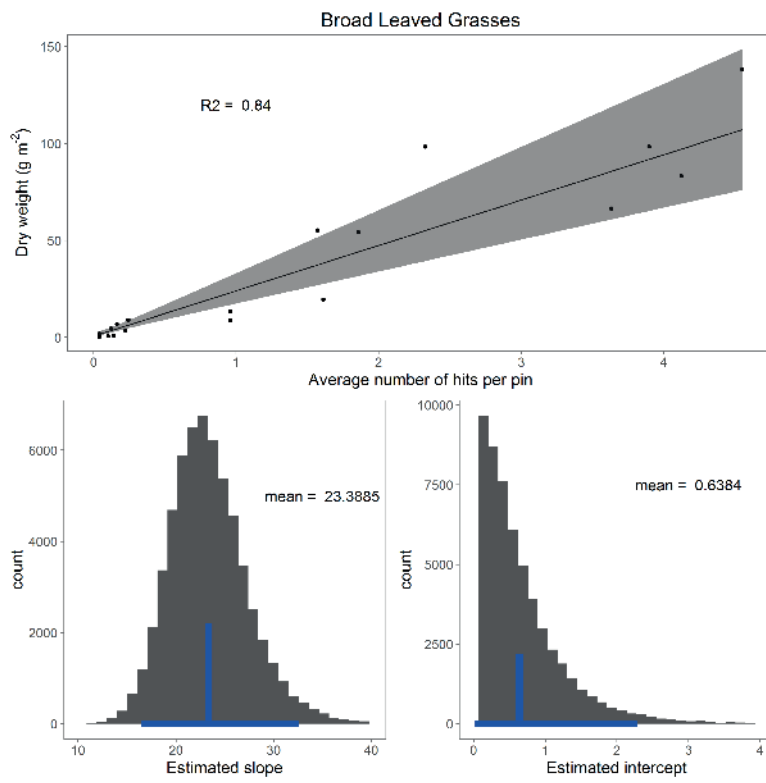 Broad Leaved Grasses
150
100
50
0
Dry weight (g m-2)
R2 = 0.84
0 1 2 3 4
Average number of hits per pin
6000
4000
2000
0
count
mean = 23.3885
10 20 30 40
Estimated slope
10000
7500
5000
2500
0
count
mean = 0.6384
0 1 2 3 4
Estimated intercept